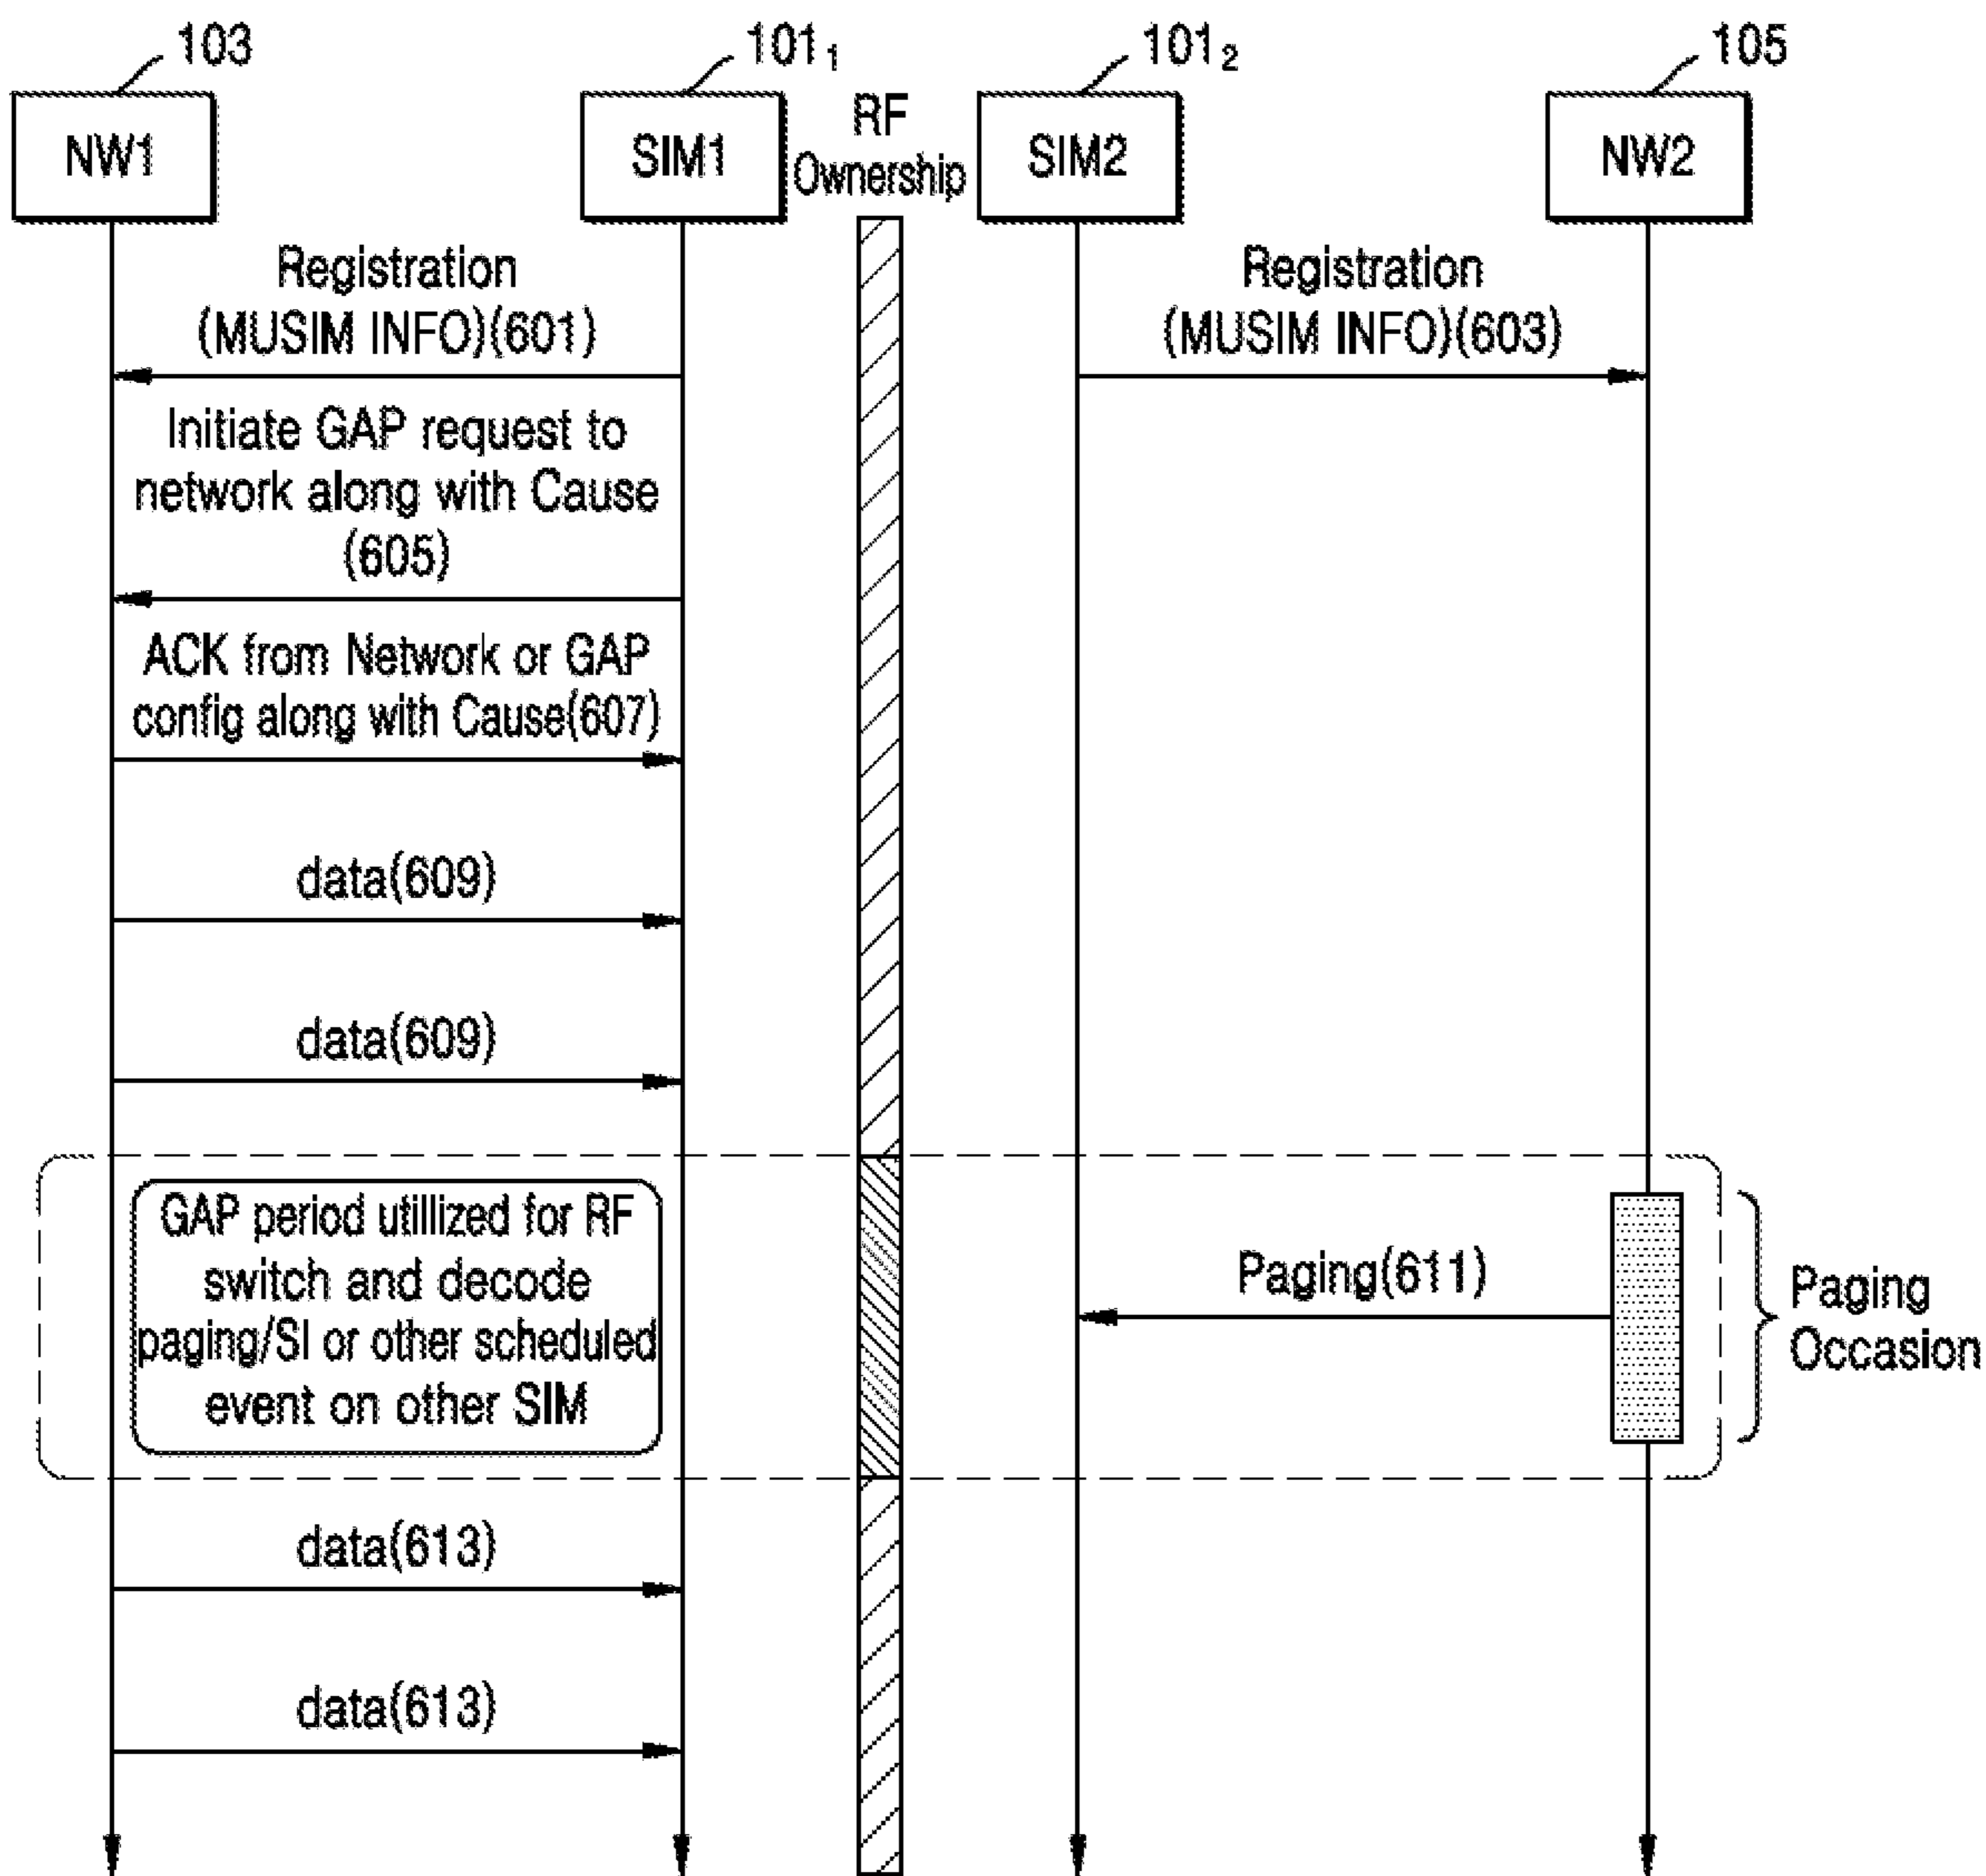 103
101₁
101₂
105
NW1
SIM1
RF
Ownership
SIM2
NW2
Registration
(MUSIM INFO)(601)
Registration
(MUSIM INFO)(603)
Initiate GAP request to
network along with Cause
(605)
ACK from Network or GAP
config along with Cause(607)
data(609)
data(609)
GAP period utillized for RF
switch and decode
paging/SI or other scheduled
event on other SIM
Paging(611)
Paging
Occasion
data(613)
data(613)